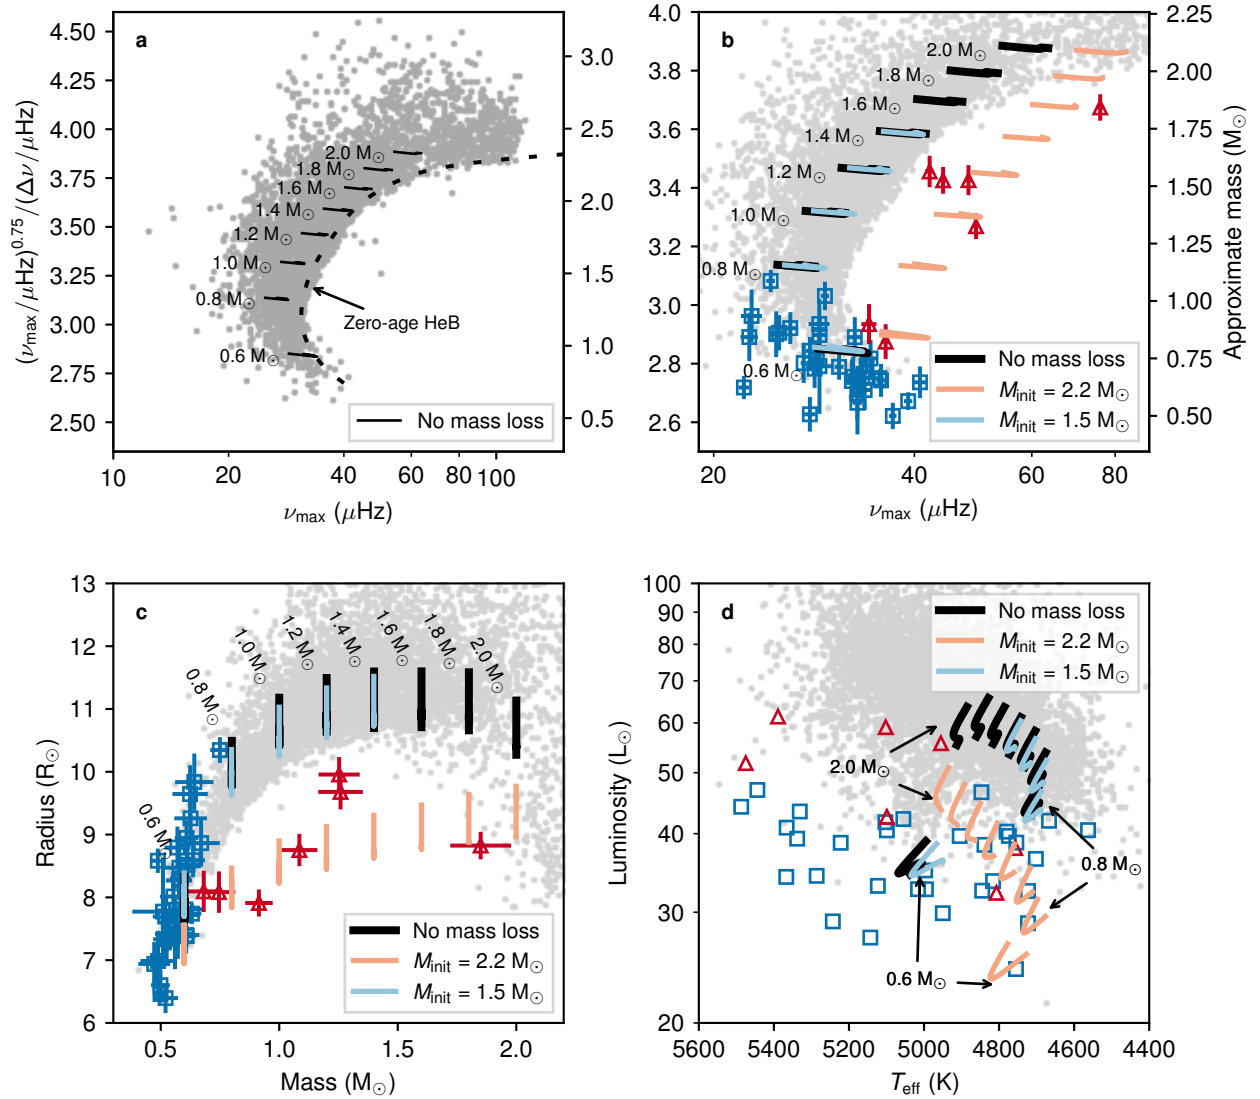 a
4.50
4.25
4.00
3.75
3.50
3.25
3.00
2.75
2.50
3.0
2.5
2.0
1.5
1.0
0.5
2.0 M☉
1.8 M☉
1.6 M☉
1.4 M☉
1.2 M☉
1.0 M☉
0.8 M☉
0.6 M☉
Zero-age HeB
No mass loss
10
20
40
60
80
100
ν_max (μHz)
(ν_max/μHz)^0.75/(Δν/μHz)
b
4.0
3.8
3.6
3.4
3.2
3.0
2.8
2.6
2.25
2.00
1.75
1.50
1.25
1.00
0.75
0.50
Approximate mass (M☉)
2.0 M☉
1.8 M☉
1.6 M☉
1.4 M☉
1.2 M☉
1.0 M☉
0.8 M☉
0.6 M☉
No mass loss
M_init = 2.2 M☉
M_init = 1.5 M☉
20
40
60
80
ν_max (μHz)
c
13
12
11
10
9
8
7
6
Radius (R☉)
0.6 M☉
0.8 M☉
1.0 M☉
1.2 M☉
1.4 M☉
1.6 M☉
1.8 M☉
2.0 M☉
No mass loss
M_init = 2.2 M☉
M_init = 1.5 M☉
0.5
1.0
1.5
2.0
Mass (M☉)
d
100
90
80
70
60
50
40
30
20
Luminosity (L☉)
No mass loss
M_init = 2.2 M☉
M_init = 1.5 M☉
2.0 M☉
0.8 M☉
0.6 M☉
5600
5400
5200
5000
4800
4600
4400
T_eff (K)